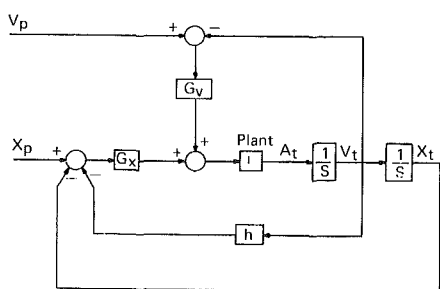 Vp + −
Gv
Plant
Xp + Gx + + I At 1/S Vt 1/S Xt
− −
h